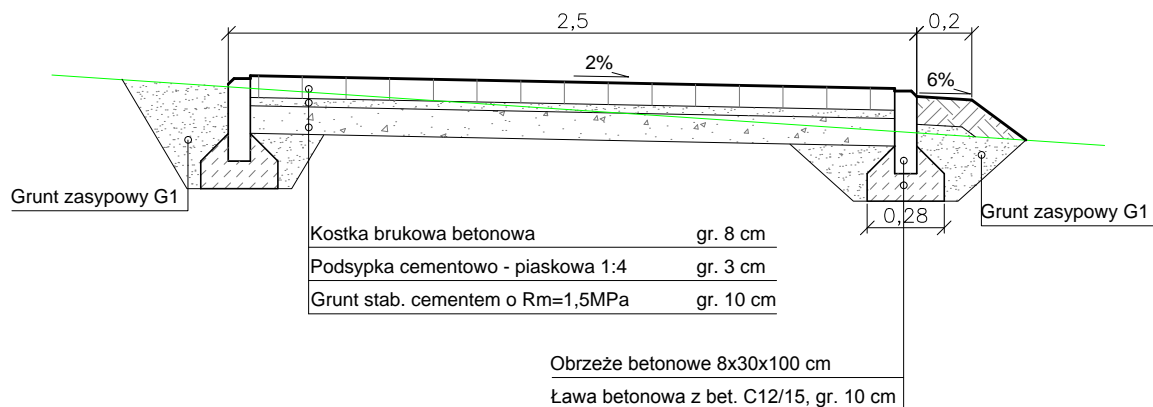 2,5
0,2
2%
6%
Grunt zasypowy G1
0,28
Grunt zasypowy G1
Kostka brukowa betonowa gr. 8 cm
Podsypka cementowo - piaskowa 1:4 gr. 3 cm
Grunt stab. cementem o Rm=1,5MPa gr. 10 cm
Obrzeże betonowe 8x30x100 cm
Ława betonowa z bet. C12/15, gr. 10 cm